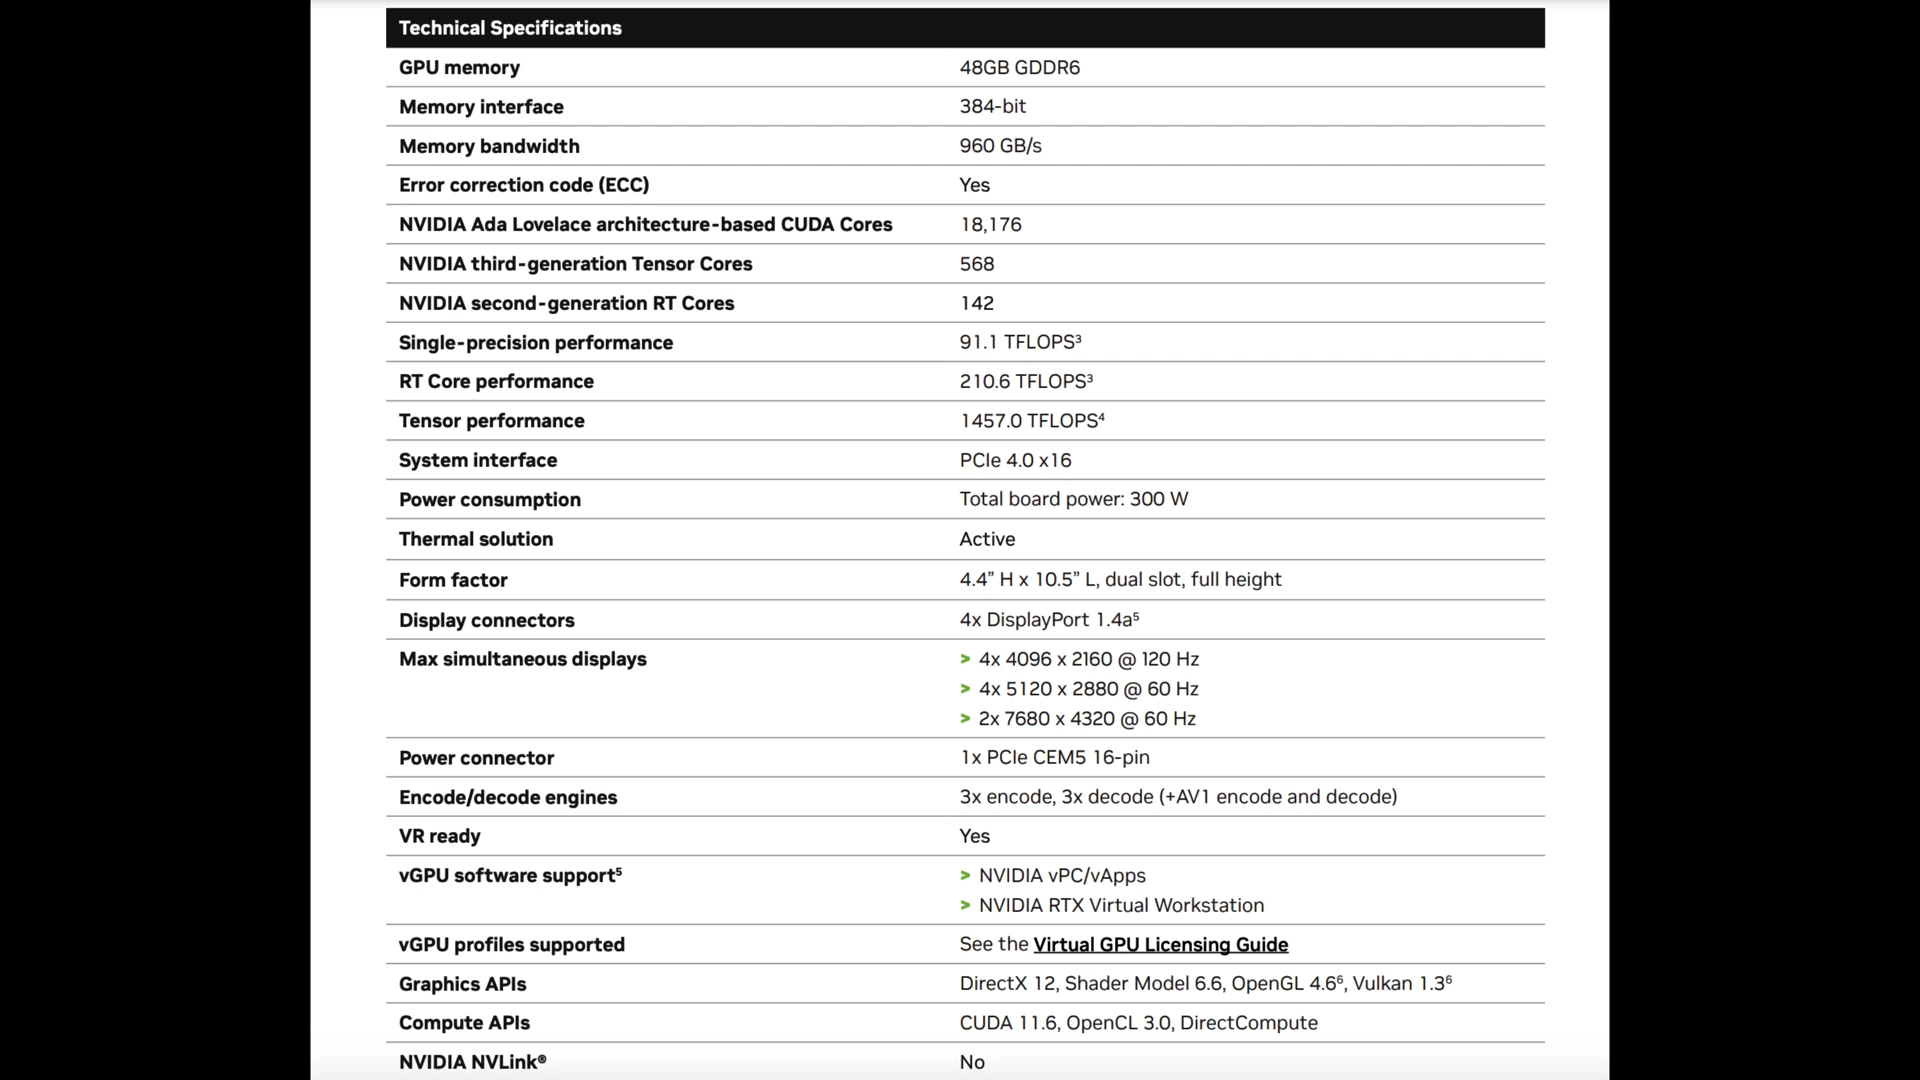 Technical Specifications
GPU memory 48GB GDDR6
Memory interface 384-bit
Memory bandwidth 960 GB/s
Error correction code (ECC) Yes
NVIDIA Ada Lovelace architecture-based CUDA Cores 18,176
NVIDIA third-generation Tensor Cores 568
NVIDIA second-generation RT Cores 142
Single-precision performance 91.1 TFLOPS³
RT Core performance 210.6 TFLOPS³
Tensor performance 1457.0 TFLOPS⁴
System interface PCIe 4.0 x16
Power consumption Total board power: 300 W
Thermal solution Active
Form factor 4.4” H x 10.5” L, dual slot, full height
Display connectors 4x DisplayPort 1.4a⁵
Max simultaneous displays > 4x 4096 x 2160 @ 120 Hz
> 4x 5120 x 2880 @ 60 Hz
> 2x 7680 x 4320 @ 60 Hz
Power connector 1x PCIe CEM5 16-pin
Encode/decode engines 3x encode, 3x decode (+AV1 encode and decode)
VR ready Yes
vGPU software support⁵ > NVIDIA vPC/vApps
> NVIDIA RTX Virtual Workstation
vGPU profiles supported See the Virtual GPU Licensing Guide
Graphics APIs DirectX 12, Shader Model 6.6, OpenGL 4.6⁶, Vulkan 1.3⁶
Compute APIs CUDA 11.6, OpenCL 3.0, DirectCompute
NVIDIA NVLink® No